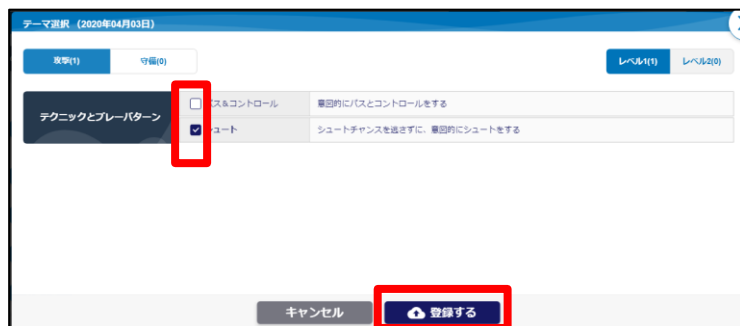 テーマ選択（2020年04月03日）
攻撃(1) 守備(0) レベル1(1) レベル2(0)
テクニックとプレーパターン
パス&コントロール 意図的にパスとコントロールをする
シュート シュートチャンスを逃さずに、意図的にシュートをする
キャンセル 登録する